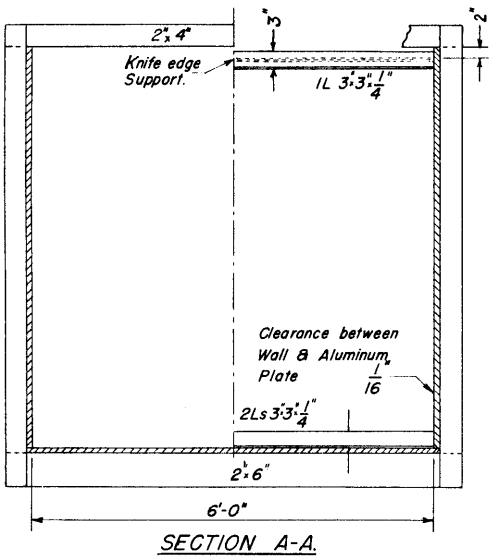 2"x 4"
3"
2"
Knife edge
Support.
1L 3"x3"x1/4"
Clearance between
Wall & Aluminum
Plate 1/16"
2Ls 3"x3"x1/4"
2"x 6"
6'-0"
SECTION A-A.